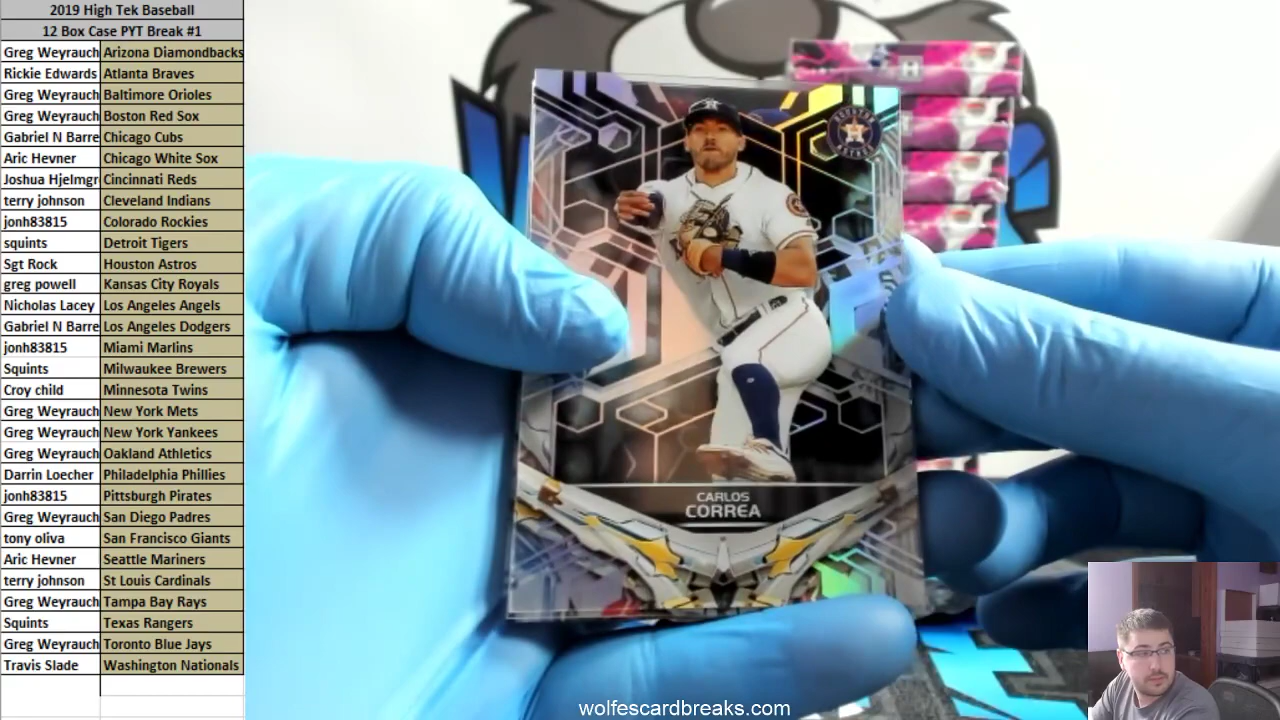 2019 High Tek Baseball
12 Box Case PYT Break #1
Greg Weyrauch Arizona Diamondbacks
Rickie Edwards Atlanta Braves
Greg Weyrauch Baltimore Orioles
Greg Weyrauch Boston Red Sox
Gabriel N Barre Chicago Cubs
Aric Hevner Chicago White Sox
Joshua Hjelmgr Cincinnati Reds
terry johnson Cleveland Indians
jonh83815 Colorado Rockies
squints Detroit Tigers
Sgt Rock Houston Astros
greg powell Kansas City Royals
Nicholas Lacey Los Angeles Angels
Gabriel N Barre Los Angeles Dodgers
jonh83815 Miami Marlins
Squints Milwaukee Brewers
Croy child Minnesota Twins
Greg Weyrauch New York Mets
Greg Weyrauch New York Yankees
Greg Weyrauch Oakland Athletics
Darrin Loecher Philadelphia Phillies
jonh83815 Pittsburgh Pirates
Greg Weyrauch San Diego Padres
tony oliva San Francisco Giants
Aric Hevner Seattle Mariners
terry johnson St Louis Cardinals
Greg Weyrauch Tampa Bay Rays
Squints Texas Rangers
Greg Weyrauch Toronto Blue Jays
Travis Slade Washington Nationals
HOUSTON
ASTROS
H
CARLOS
CORREA
wolfescardbreaks.com